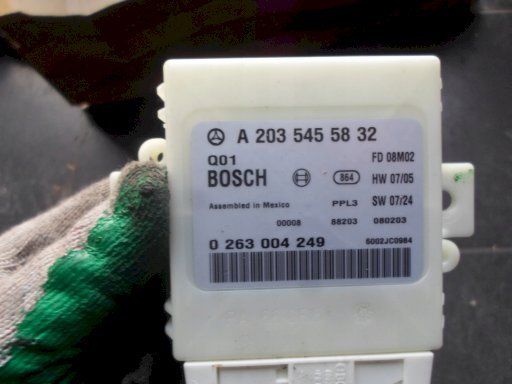 A 203 545 58 32
Q01 FD 08M02
BOSCH 864 HW 07/05
Assembled in Mexico PPL3 SW 07/24
00008 88203 080203
0 263 004 249 6002JC0984